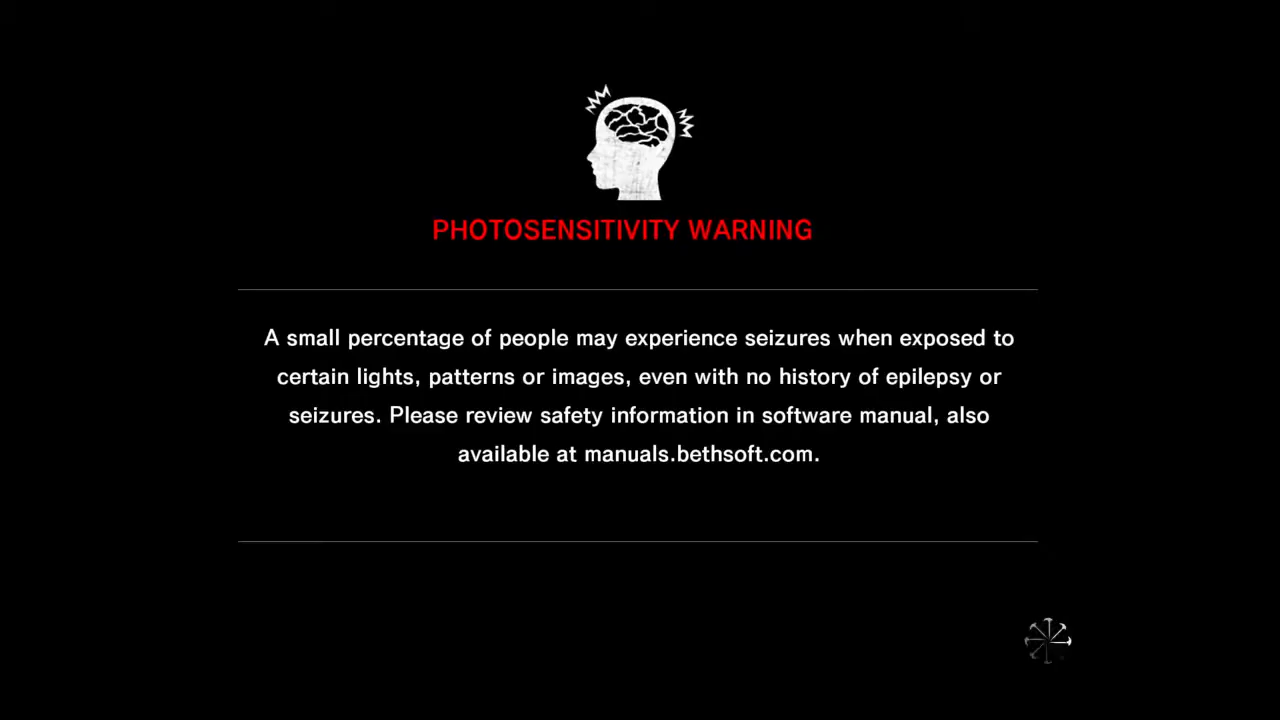 PHOTOSENSITIVITY WARNING
A small percentage of people may experience seizures when exposed to
certain lights, patterns or images, even with no history of epilepsy or
seizures. Please review safety information in software manual, also
available at manuals.bethsoft.com.